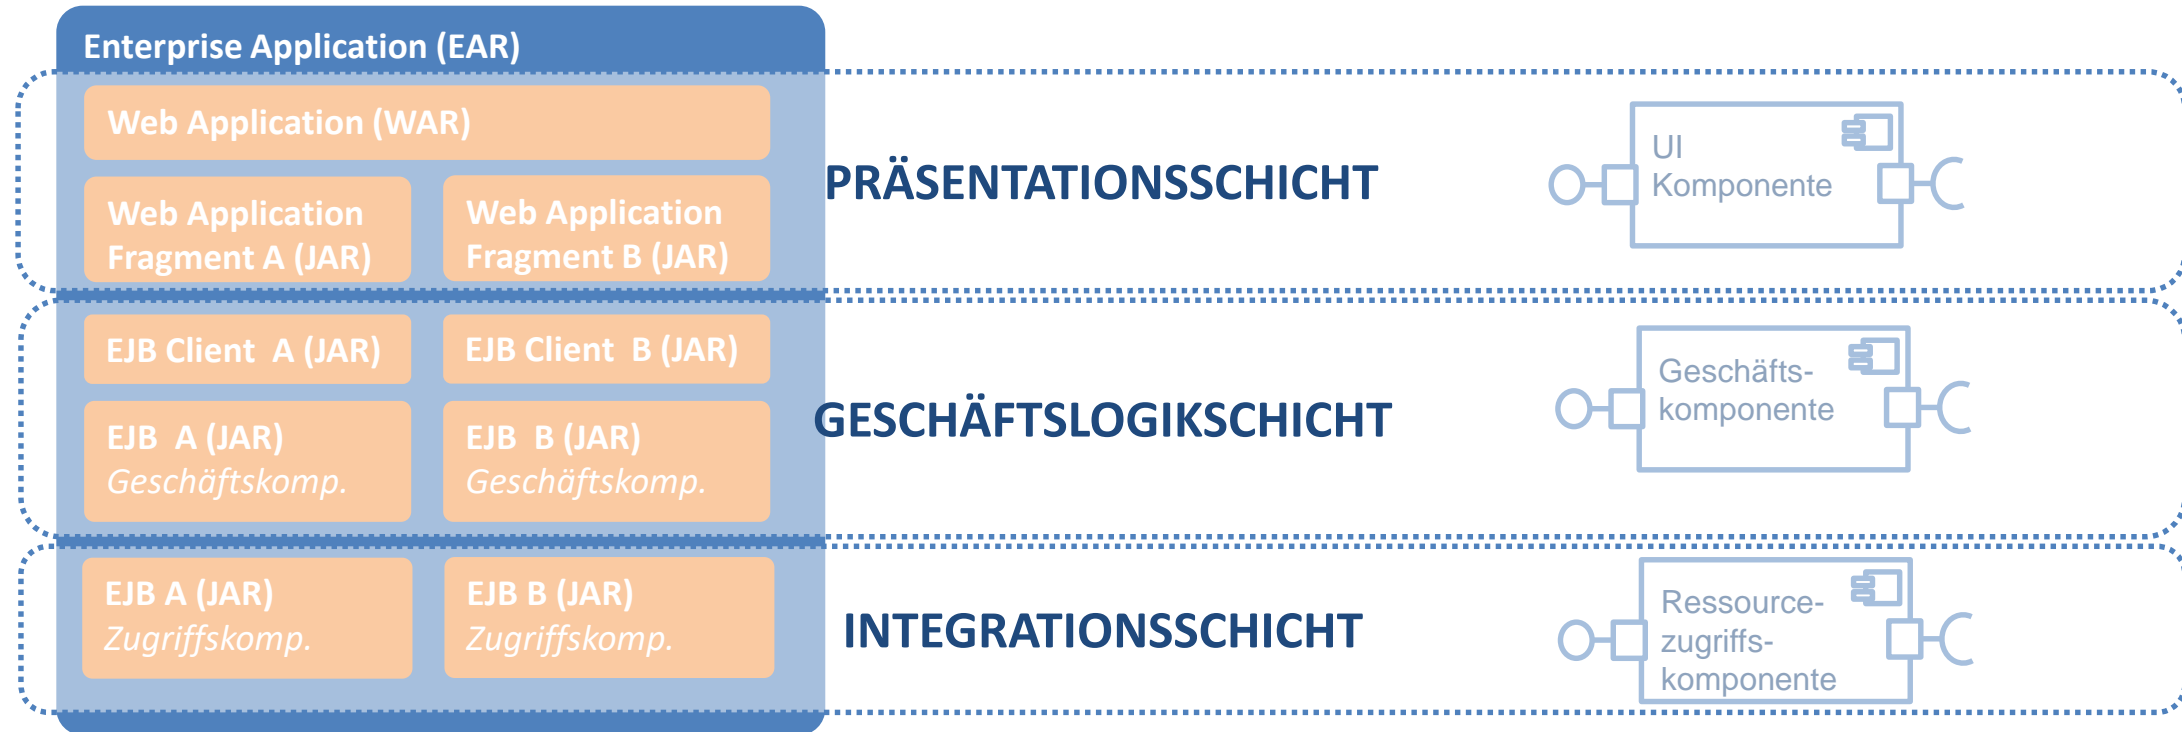 Enterprise Application (EAR)
Web Application (WAR)
Web Application
Fragment A (JAR)
Web Application
Fragment B (JAR)
PRÄSENTATIONSSCHICHT
UI
Komponente
EJB Client  A (JAR)
EJB Client  B (JAR)
EJB  A (JAR)
Geschäftskomp.
EJB  B (JAR)
Geschäftskomp.
GESCHÄFTSLOGIKSCHICHT
Geschäfts-
komponente
EJB A (JAR)
Zugriffskomp.
EJB B (JAR)
Zugriffskomp.
INTEGRATIONSSCHICHT
Ressource-
zugriffs-
komponente